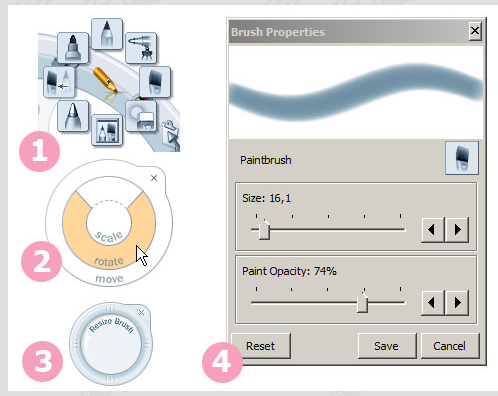 1
scale
rotate
move
2
Resize Brush
3
4
Brush Properties
Paintbrush
Size: 16,1
Paint Opacity: 74%
Reset
Save
Cancel